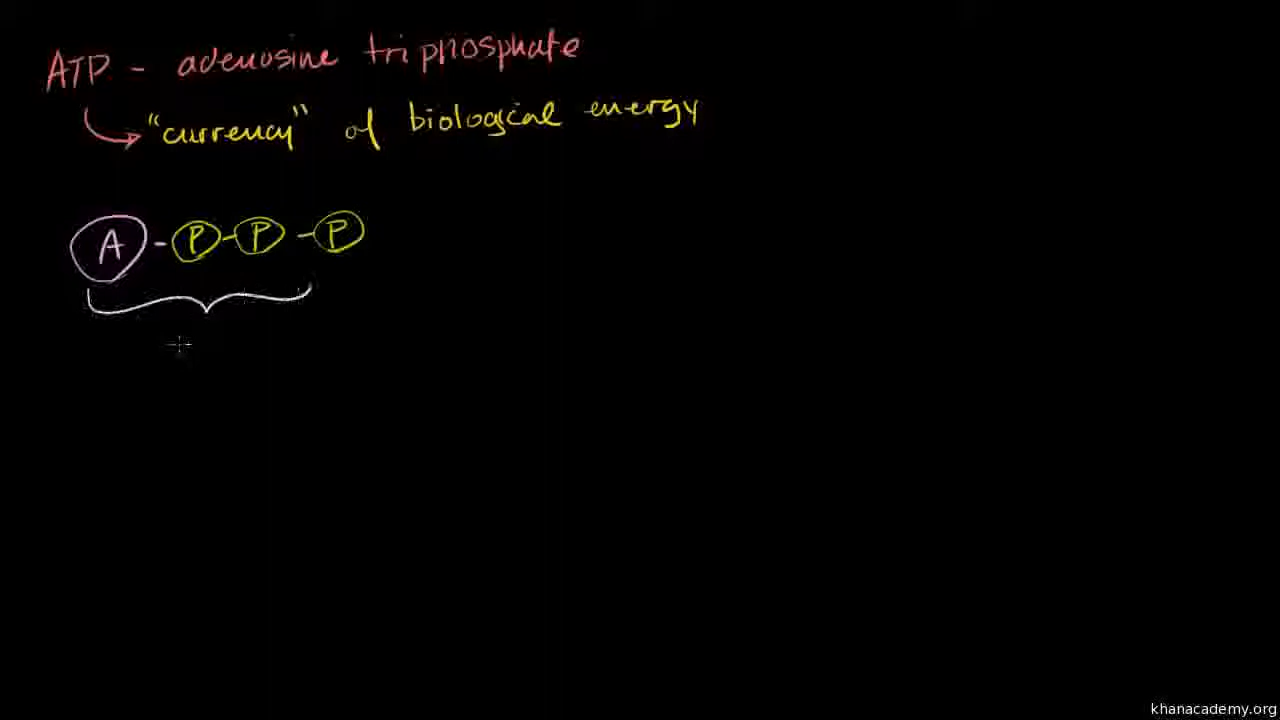 ATP - adenosine triphosphate
"currency" of biological energy
A - P - P - P
khanacademy.org